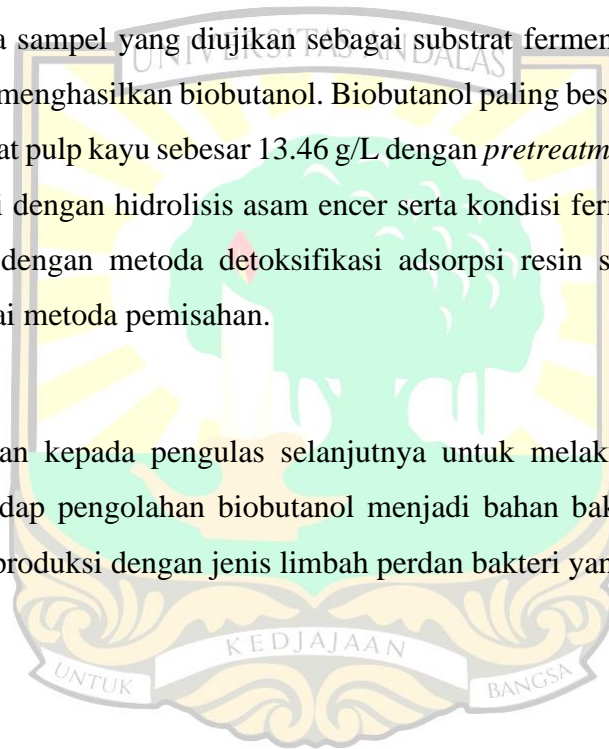 a sampel yang diujikan sebagai substrat fermen
UNIVERSITAS ANDALAS
menghasilkan biobutanol. Biobutanol paling bes
at pulp kayu sebesar 13.46 g/L dengan pretreatm
i dengan hidrolisis asam encer serta kondisi fer
dengan metoda detoksifikasi adsorpsi resin s
ai metoda pemisahan.
an kepada pengulas selanjutnya untuk melak
dap pengolahan biobutanol menjadi bahan bak
produksi dengan jenis limbah perdan bakteri yan
KEDJAJAAN
UNTUK
BANGSA